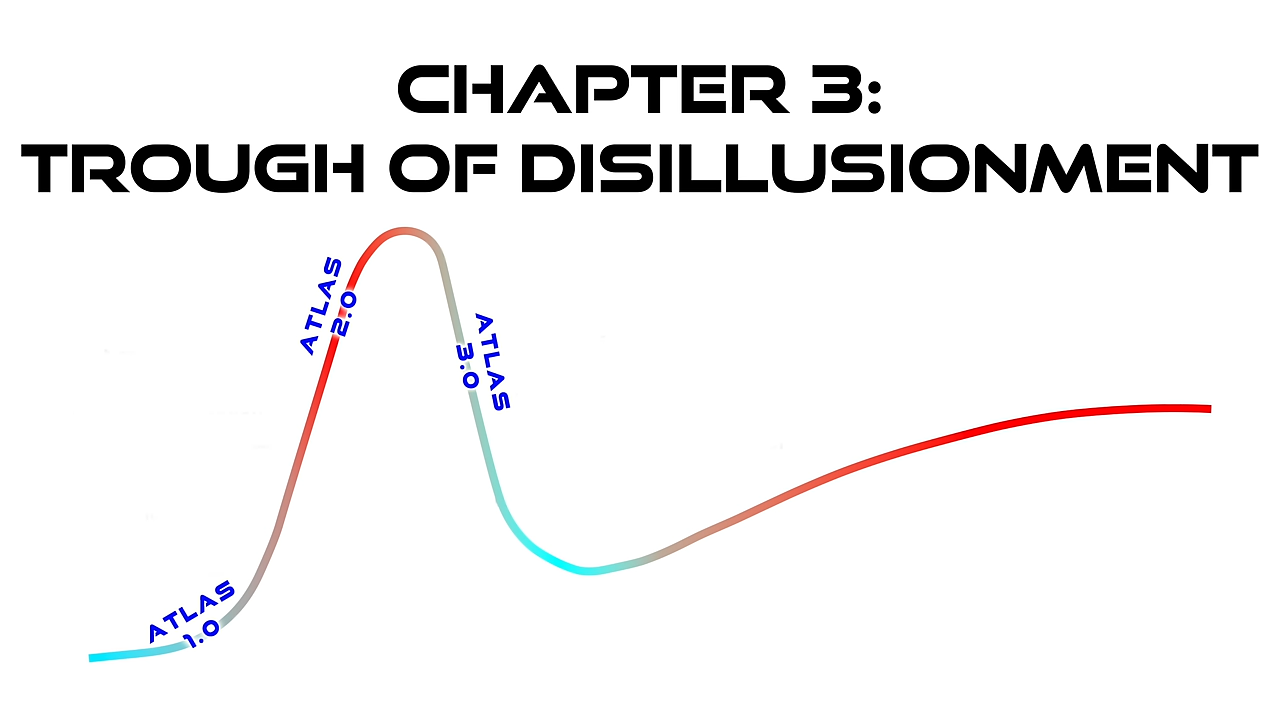 CHAPTER 3:
TROUGH OF DISILLUSIONMENT
ATLAS
2.0
ATLAS
3.0
ATLAS
1.0